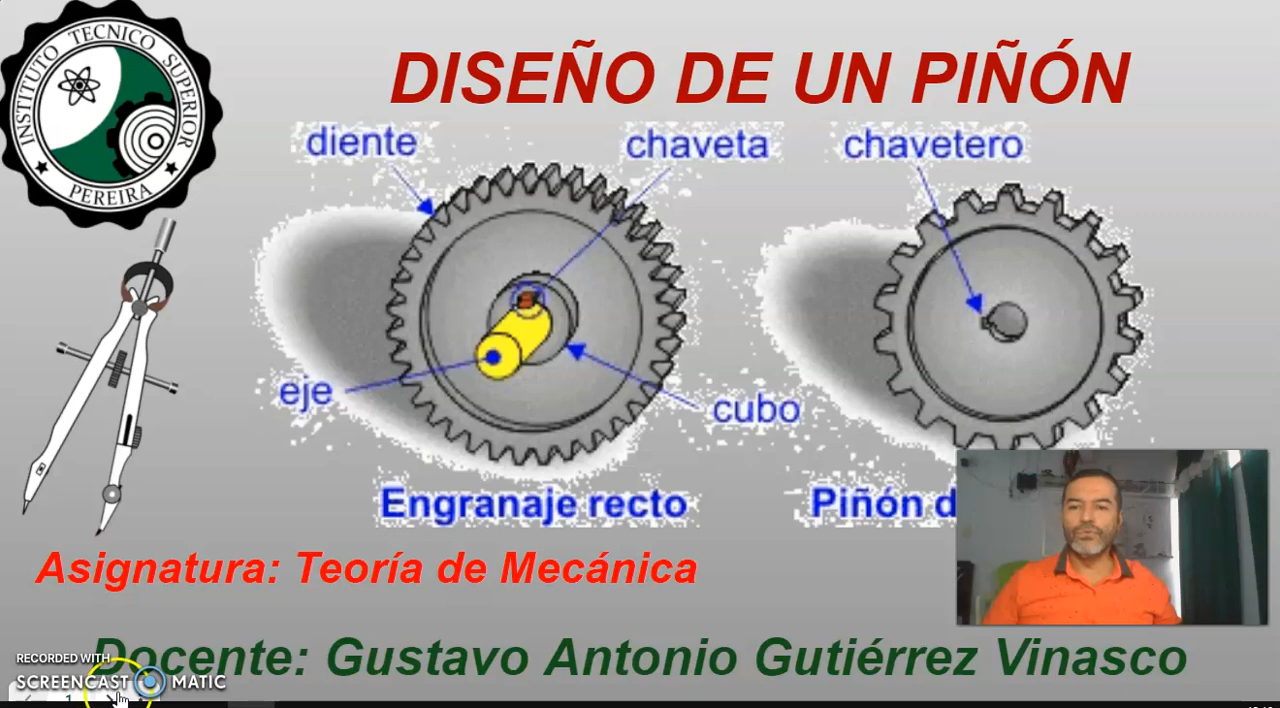 INSTITUTO TECNICO SUPERIOR
PEREIRA
DISEÑO DE UN PIÑÓN
diente
chaveta
chavetero
eje
cubo
Engranaje recto
Piñón d
Asignatura: Teoría de Mecánica
Docente: Gustavo Antonio Gutiérrez Vinasco
RECORDED WITH
SCREENCAST MATIC
1